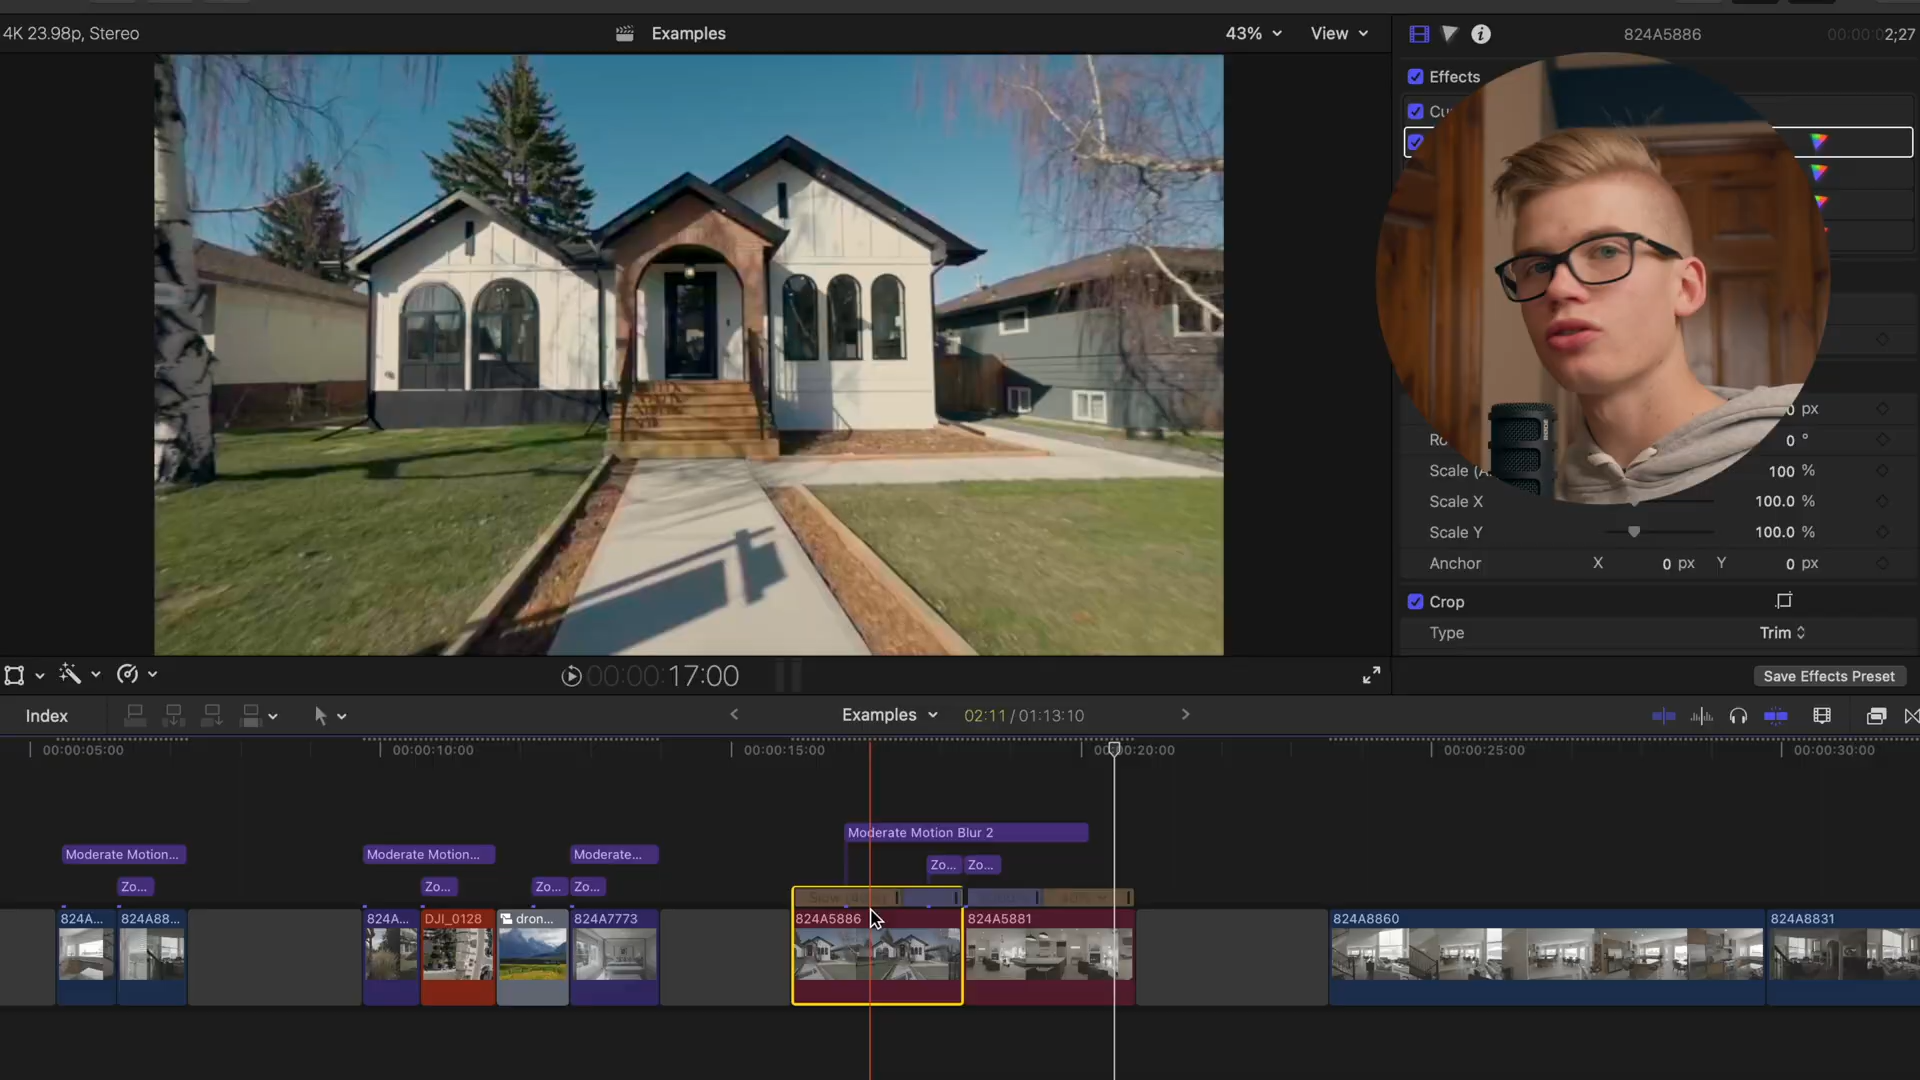 4K 23.98p, Stereo
Examples
43%
View
824A5886
00:00:02;27
Effects
100 %
Scale X
100.0 %
Scale Y
100.0 %
Anchor
X
0 px
Y
0 px
px
0 °
Crop
Type
Trim
00:00:17:00
Save Effects Preset
Index
Examples
02:11 / 01:13:10
00:00:05:00
00:00:10:00
00:00:15:00
00:00:20:00
00:00:25:00
00:00:30:00
Moderate Motion Blur 2
Moderate Motion...
Moderate Motion...
Moderate...
Zo...
Zo...
Zo...
Zo...
Zo...
Zo...
824A...
824A88...
824A...
DJI_0128
dron...
824A7773
824A5886
824A5881
824A8860
824A8831